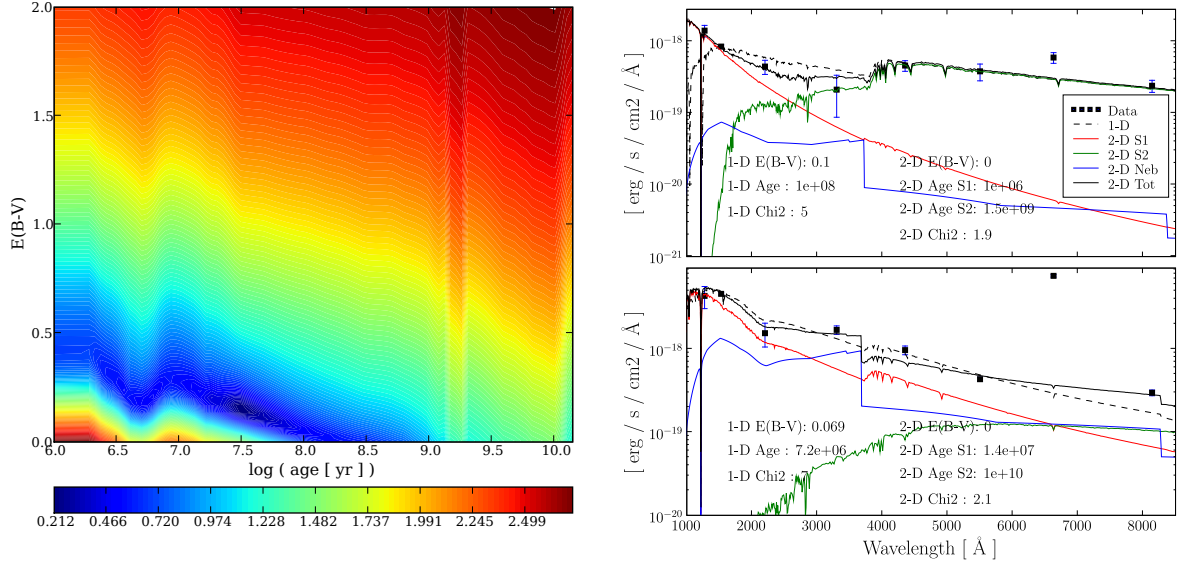 2.0
1.5
1.0
0.5
0.0
E(B-V)
6.0 6.5 7.0 7.5 8.0 8.5 9.0 9.5 10.0
log ( age [ yr ] )
0.212 0.466 0.720 0.974 1.228 1.482 1.737 1.991 2.245 2.499
[ erg / s / cm2 / Å ]
10−18
10−19
10−20
10−21
Data
1-D
2-D S1
2-D S2
2-D Neb
2-D Tot
1-D E(B-V): 0.1
1-D Age : 1e+08
1-D Chi2 : 5
2-D E(B-V): 0
2-D Age S1: 1e+06
2-D Age S2: 1.5e+09
2-D Chi2 : 1.9
[ erg / s / cm2 / Å ]
10−18
10−19
10−20
1-D E(B-V): 0.069
1-D Age : 7.2e+06
1-D Chi2 : 7
2-D E(B-V): 0
2-D Age S1: 1.4e+07
2-D Age S2: 1e+10
2-D Chi2 : 2.1
1000 2000 3000 4000 5000 6000 7000 8000
Wavelength [ Å ]